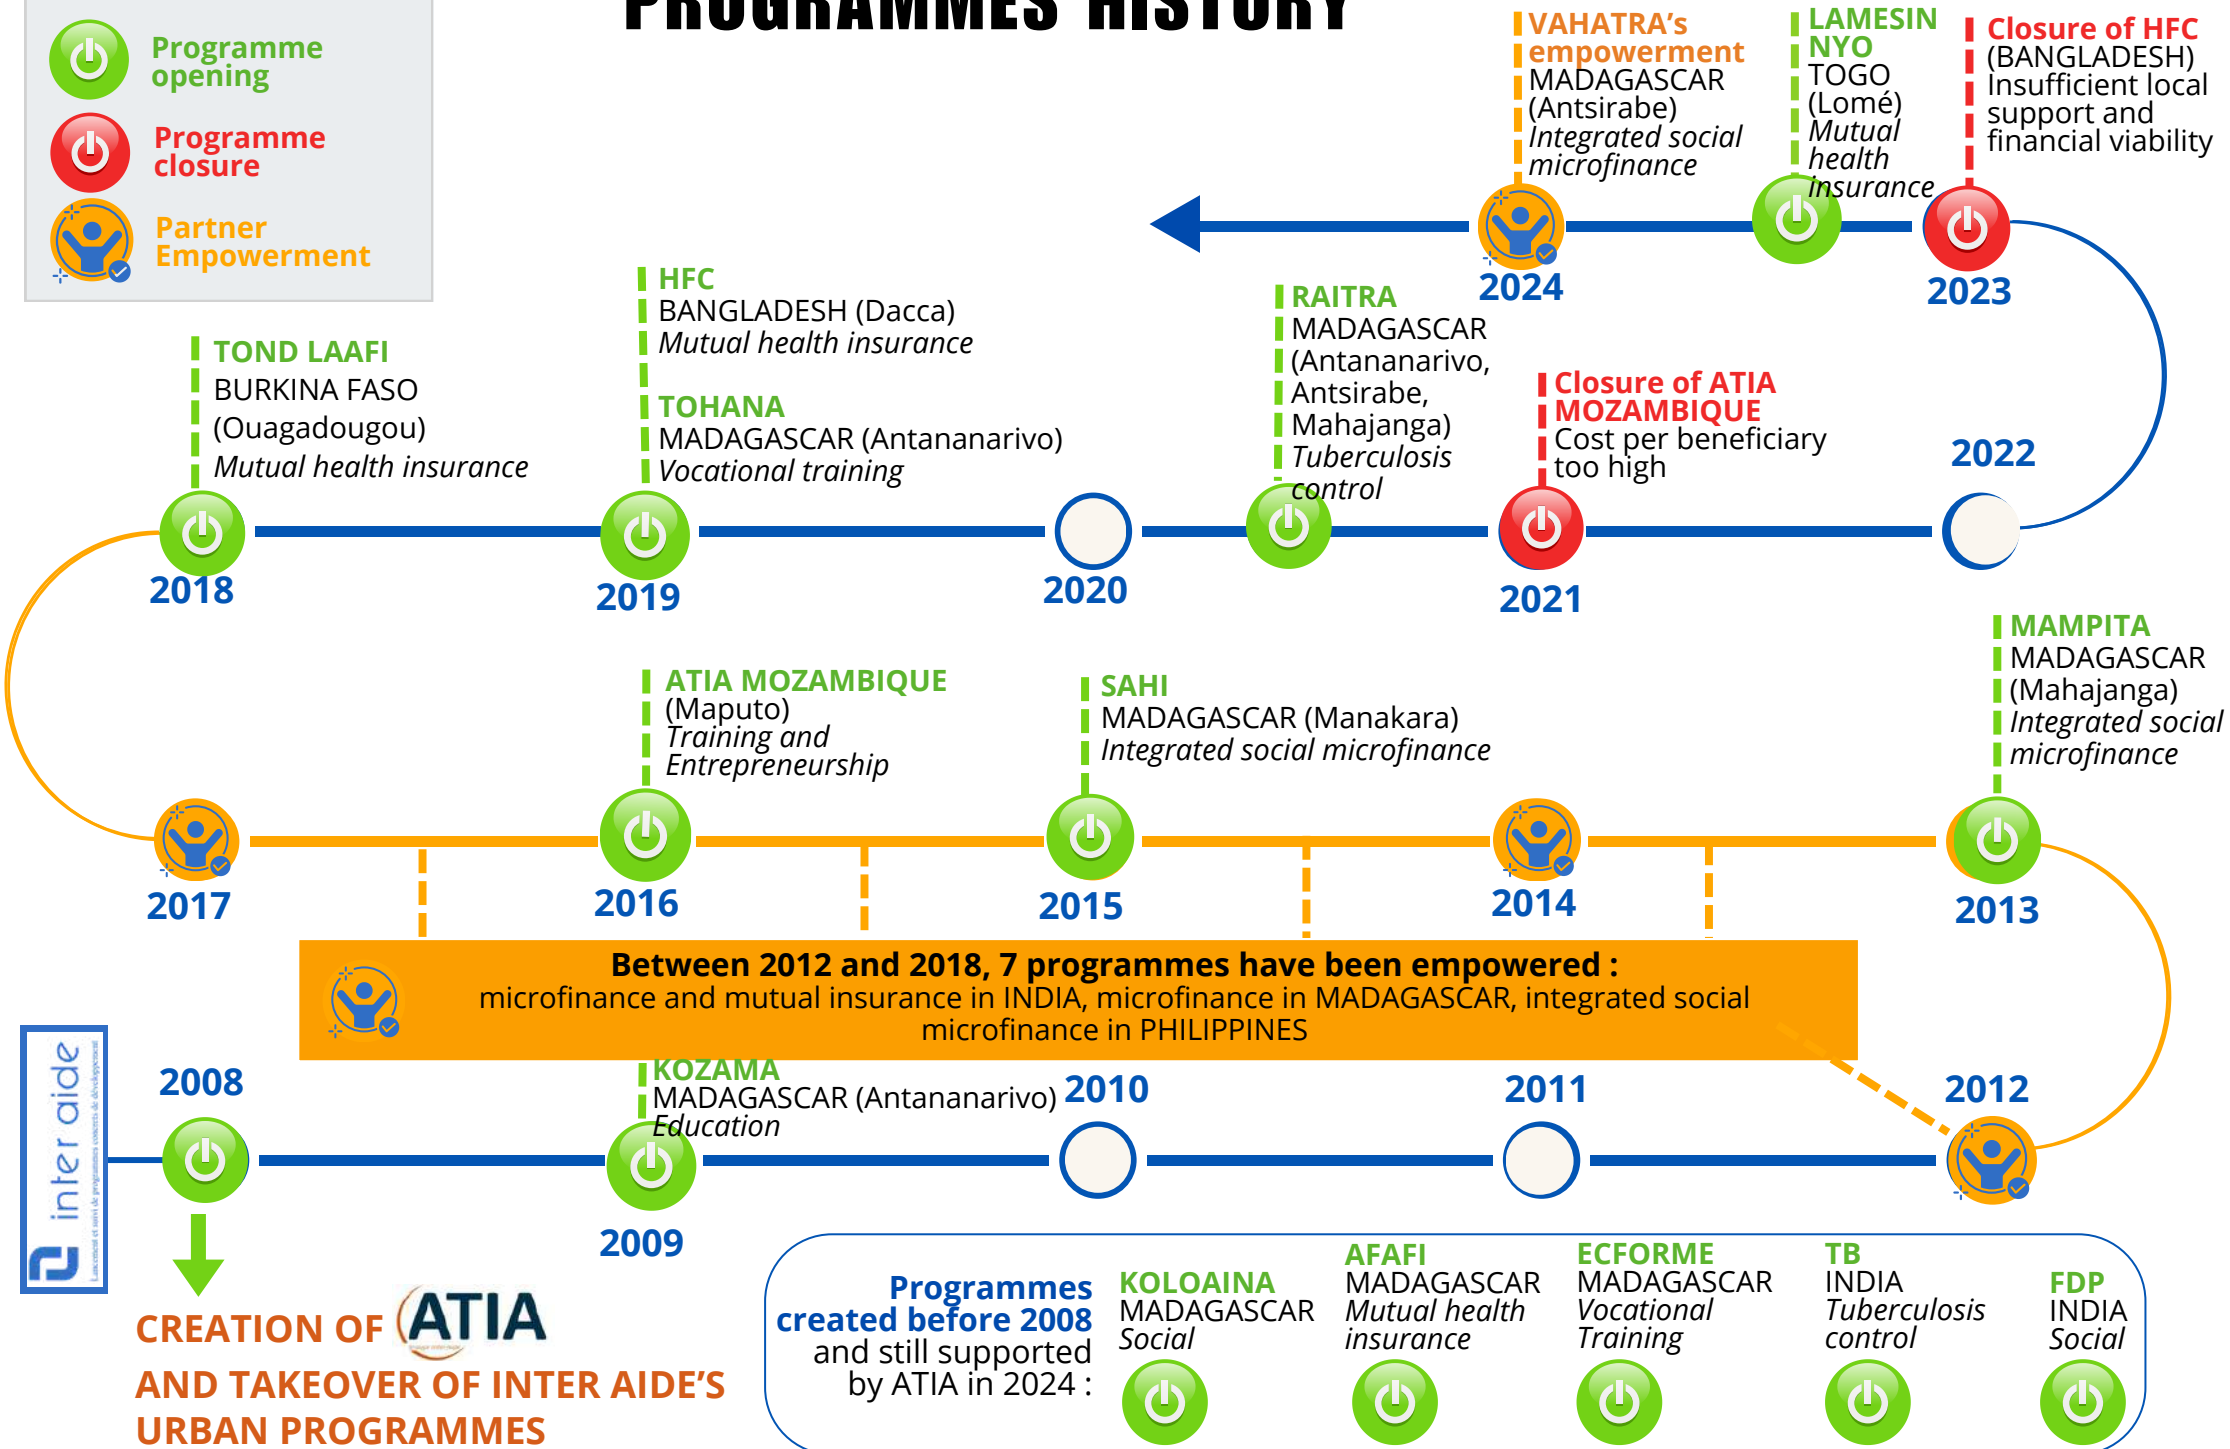 PROGRAMMES HISTORY
Programme
opening
Programme
closure
Partner
Empowerment
VAHATRA’s
empowerment
MADAGASCAR
(Antsirabe)
Integrated social
microfinance
LAMESIN
NYO
TOGO
(Lomé)
Mutual
health
insurance
Closure of HFC
(BANGLADESH)
Insufficient local
support and
financial viability
2024
2023
TOND LAAFI
BURKINA FASO
(Ouagadougou)
Mutual health insurance
HFC
BANGLADESH (Dacca)
Mutual health insurance
TOHANA
MADAGASCAR (Antananarivo)
Vocational training
RAITRA
MADAGASCAR
(Antananarivo,
Antsirabe,
Mahajanga)
Tuberculosis
control
Closure of ATIA
MOZAMBIQUE
Cost per beneficiary
too high
2022
2018
2019
2020
2021
ATIA MOZAMBIQUE
(Maputo)
Training and
Entrepreneurship
SAHI
MADAGASCAR (Manakara)
Integrated social microfinance
MAMPITA
MADAGASCAR
(Mahajanga)
Integrated social
microfinance
2017
2016
2015
2014
2013
Between 2012 and 2018, 7 programmes have been empowered :
microfinance and mutual insurance in INDIA, microfinance in MADAGASCAR, integrated social
microfinance in PHILIPPINES
inter aide
Lancement et suivi de programmes concrets de développement
2008
KOZAMA
MADAGASCAR (Antananarivo)
Education
2010
2011
2012
2009
CREATION OF ATIA
AND TAKEOVER OF INTER AIDE’S
URBAN PROGRAMMES
Programmes
created before 2008
and still supported
by ATIA in 2024 :
KOLOAINA
MADAGASCAR
Social
AFAFI
MADAGASCAR
Mutual health
insurance
ECFORME
MADAGASCAR
Vocational
Training
TB
INDIA
Tuberculosis
control
FDP
INDIA
Social